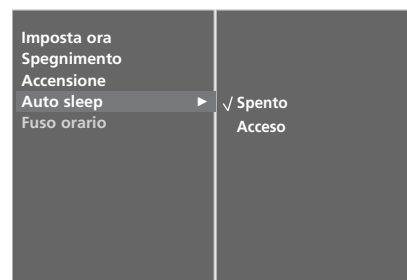 Imposta ora
Spegnimento
Accensione
Auto sleep ►
Fuso orario
√ Spento
Acceso